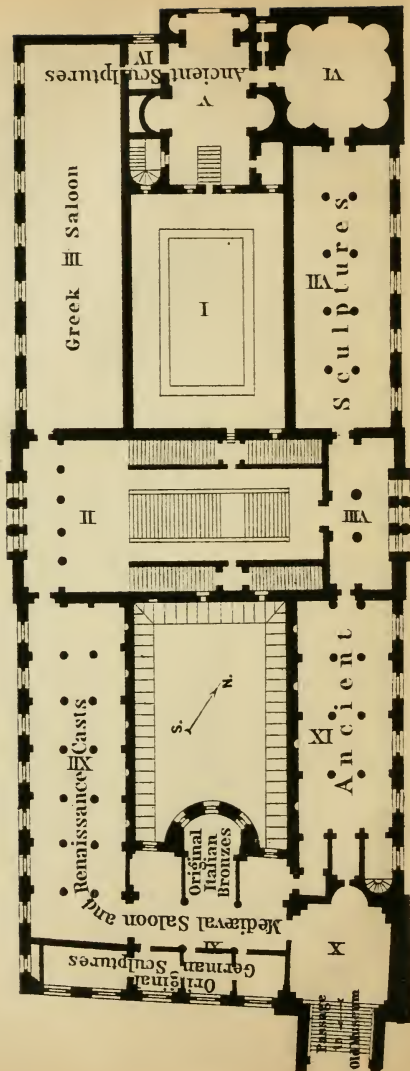 IV
Ancient Sculptures
V
VI
Greek Saloon
III
I
VII
Sculptures
II
VIII
S.
N.
Renaissance Casts
XII
IX
Ancient
Original
Italian
Bronzes
Mediæval Saloon and
XI
Original
German Sculptures
X
Passage
to
Old Museum